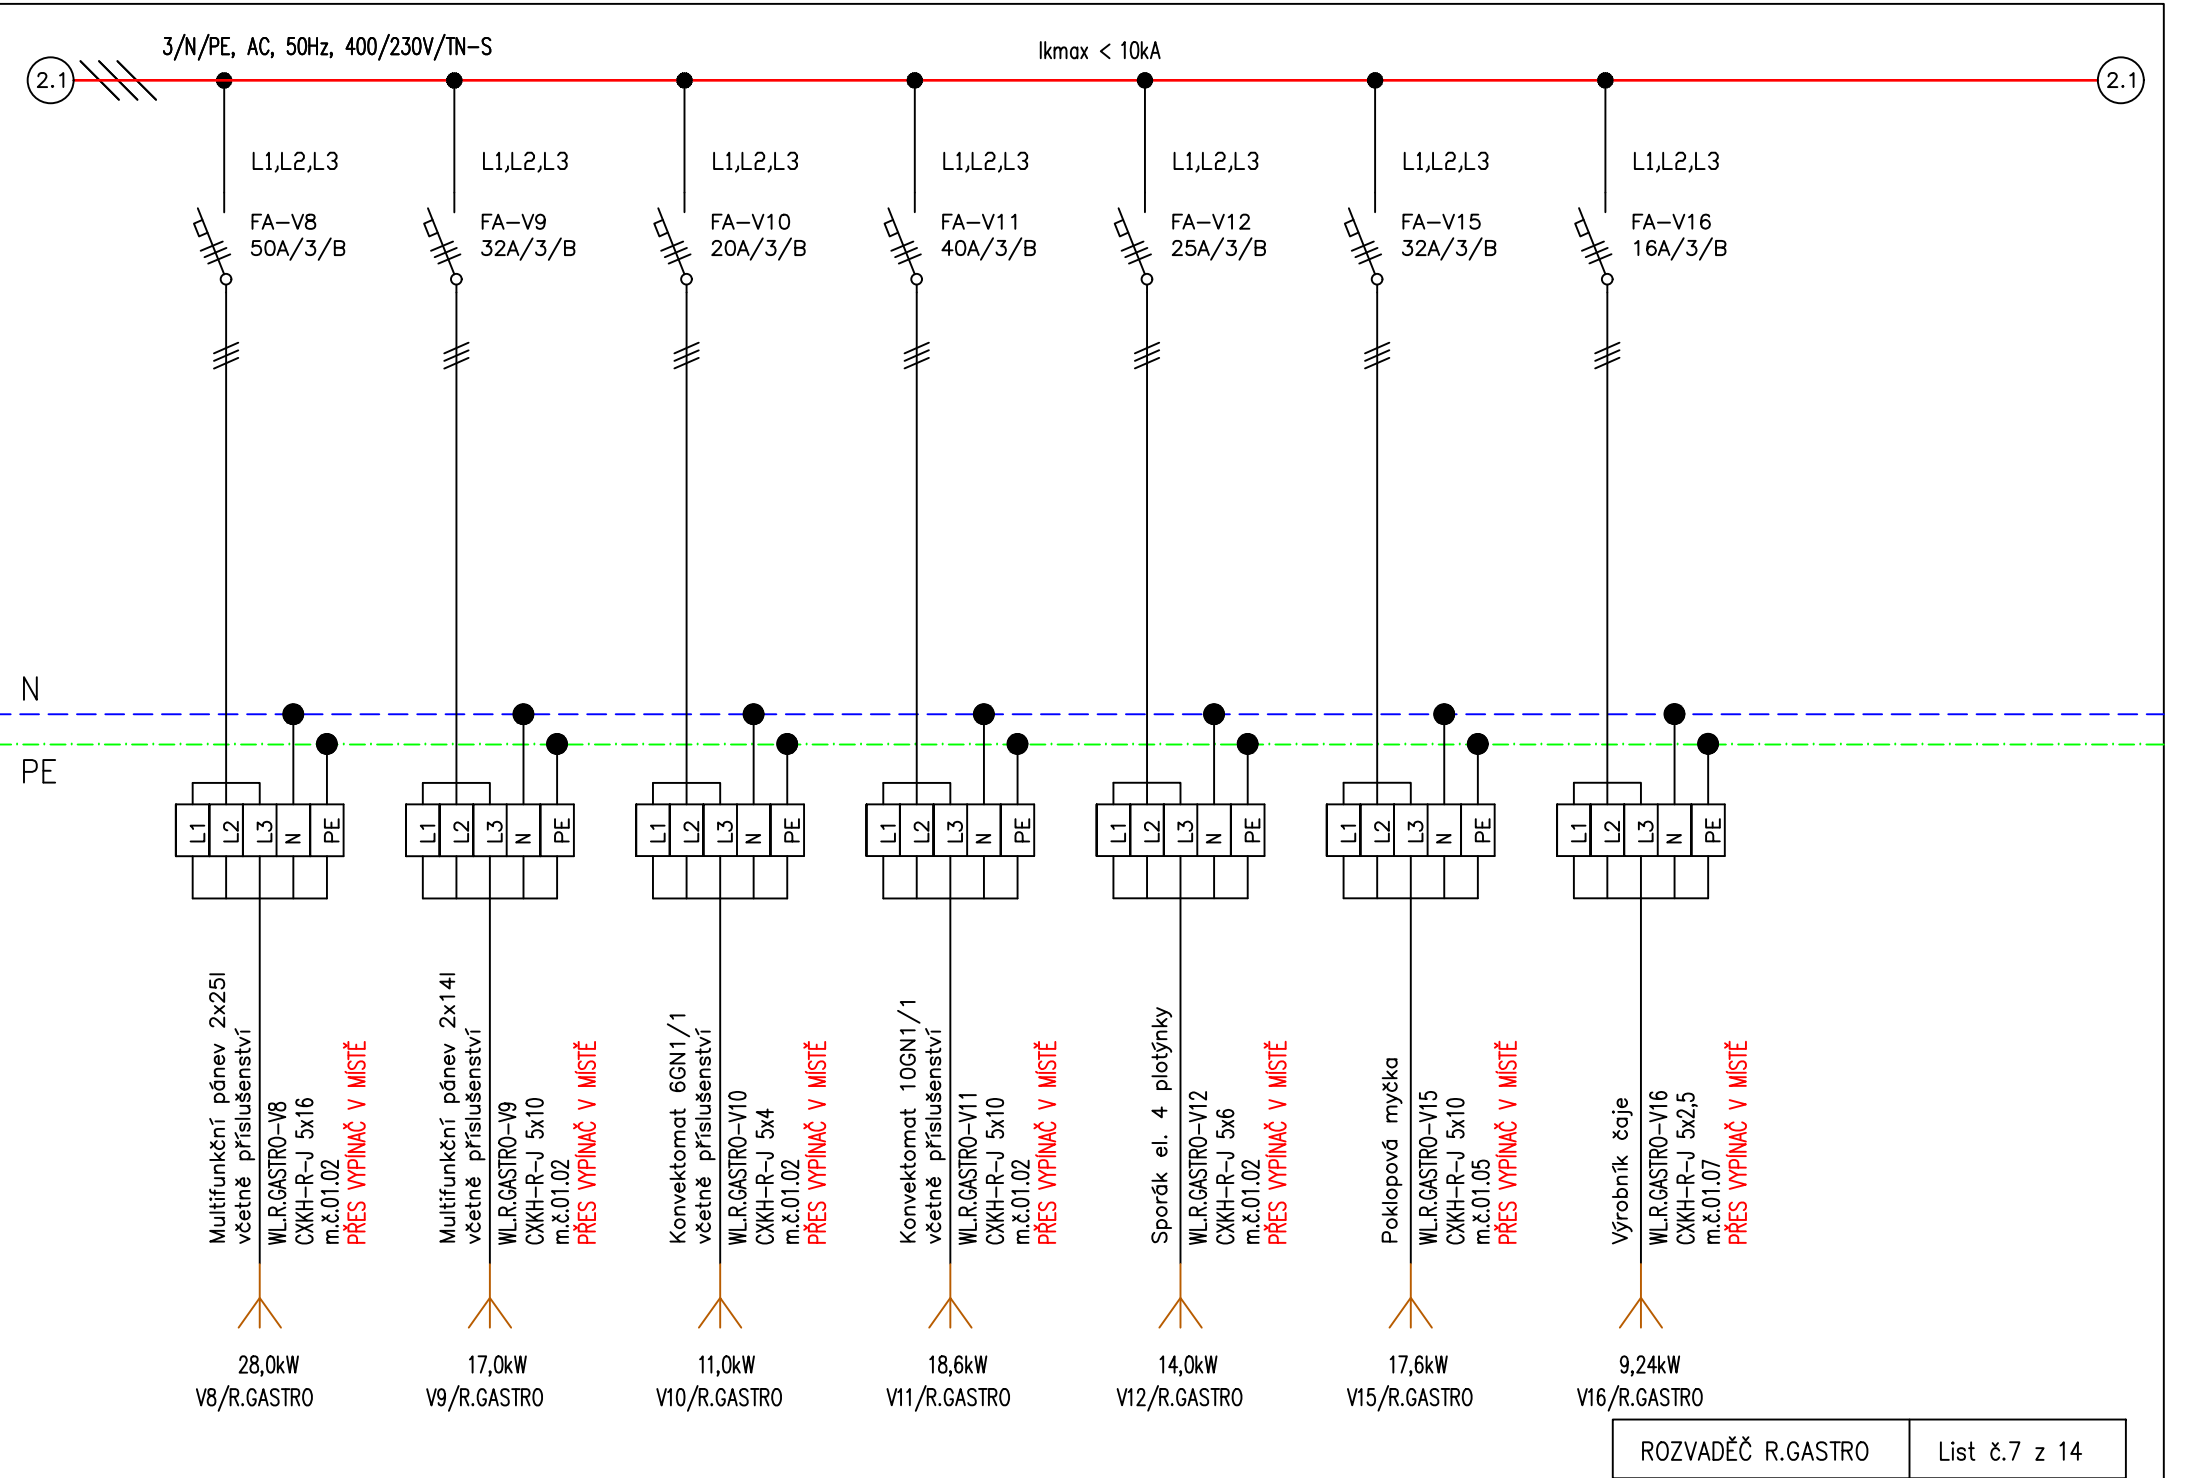 3/N/PE, AC, 50Hz, 400/230V/TN-S
Ikmax < 10kA
2.1
2.1
L1,L2,L3
L1,L2,L3
L1,L2,L3
L1,L2,L3
L1,L2,L3
L1,L2,L3
L1,L2,L3
FA-V8
50A/3/B
FA-V9
32A/3/B
FA-V10
20A/3/B
FA-V11
40A/3/B
FA-V12
25A/3/B
FA-V15
32A/3/B
FA-V16
16A/3/B
N
PE
L1 L2 L3 N PE
L1 L2 L3 N PE
L1 L2 L3 N PE
L1 L2 L3 N PE
L1 L2 L3 N PE
L1 L2 L3 N PE
L1 L2 L3 N PE
Multifunkční pánev 2x25l
včetně příslušenství
WL.R.GASTRO-V8
CXKH-R-J 5x16
m.č.01.02
PŘES VYPÍNAČ V MÍSTĚ
Multifunkční pánev 2x14l
včetně příslušenství
WL.R.GASTRO-V9
CXKH-R-J 5x10
m.č.01.02
PŘES VYPÍNAČ V MÍSTĚ
Konvektomat 6GN1/1
včetně příslušenství
WL.R.GASTRO-V10
CXKH-R-J 5x4
m.č.01.02
PŘES VYPÍNAČ V MÍSTĚ
Konvektomat 10GN1/1
včetně příslušenství
WL.R.GASTRO-V11
CXKH-R-J 5x10
m.č.01.02
PŘES VYPÍNAČ V MÍSTĚ
Sporák el. 4 plotýnky
WL.R.GASTRO-V12
CXKH-R-J 5x6
m.č.01.02
PŘES VYPÍNAČ V MÍSTĚ
Poklopová myčka
WL.R.GASTRO-V15
CXKH-R-J 5x10
m.č.01.05
PŘES VYPÍNAČ V MÍSTĚ
Výrobník čaje
WL.R.GASTRO-V16
CXKH-R-J 5x2,5
m.č.01.07
PŘES VYPÍNAČ V MÍSTĚ
28,0kW
V8/R.GASTRO
17,0kW
V9/R.GASTRO
11,0kW
V10/R.GASTRO
18,6kW
V11/R.GASTRO
14,0kW
V12/R.GASTRO
17,6kW
V15/R.GASTRO
9,24kW
V16/R.GASTRO
ROZVADĚČ R.GASTRO
List č.7 z 14